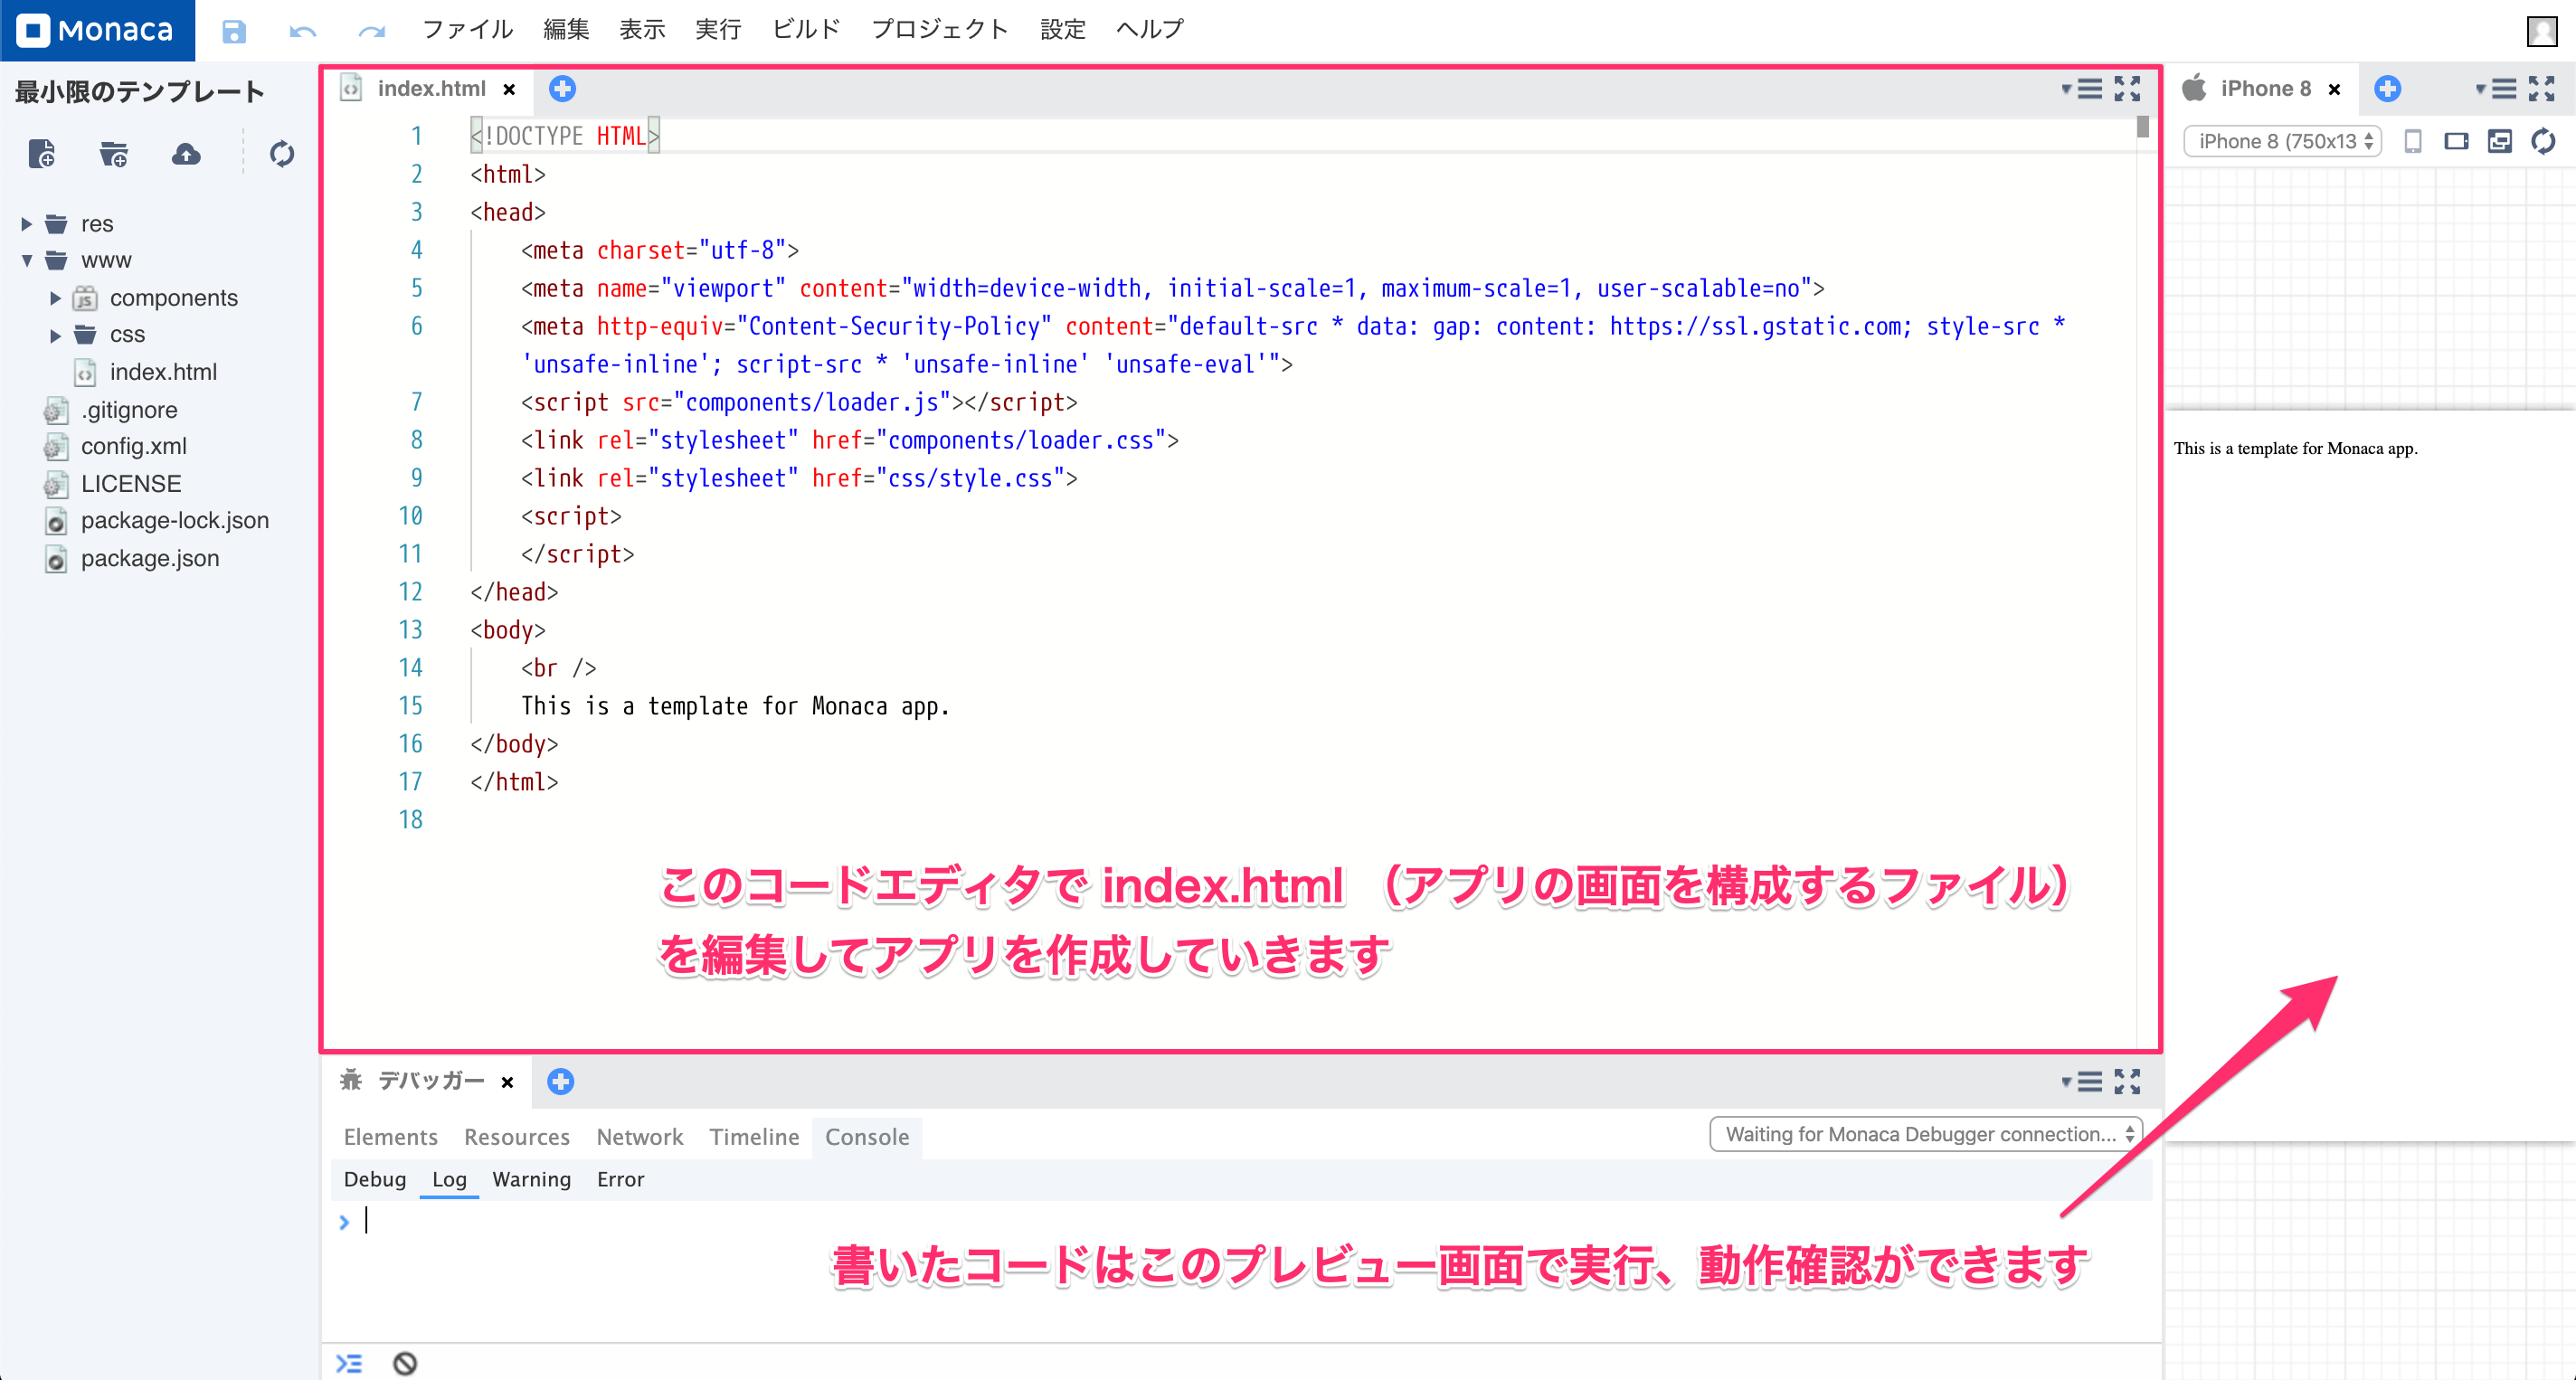 Monaca
ファイル 編集 表示 実行 ビルド プロジェクト 設定 ヘルプ
最小限のテンプレート
res
www
components
css
index.html
.gitignore
config.xml
LICENSE
package-lock.json
package.json
index.html
1 <!DOCTYPE HTML>
2 <html>
3 <head>
4 <meta charset="utf-8">
5 <meta name="viewport" content="width=device-width, initial-scale=1, maximum-scale=1, user-scalable=no">
6 <meta http-equiv="Content-Security-Policy" content="default-src * data: gap: content: https://ssl.gstatic.com; style-src *
'unsafe-inline'; script-src * 'unsafe-inline' 'unsafe-eval'">
7 <script src="components/loader.js"></script>
8 <link rel="stylesheet" href="components/loader.css">
9 <link rel="stylesheet" href="css/style.css">
10 <script>
11 </script>
12 </head>
13 <body>
14 <br />
15 This is a template for Monaca app.
16 </body>
17 </html>
18
このコードエディタで index.html （アプリの画面を構成するファイル）
を編集してアプリを作成していきます
デバッガー
Elements Resources Network Timeline Console
Waiting for Monaca Debugger connection...
Debug Log Warning Error
書いたコードはこのプレビュー画面で実行、動作確認ができます
iPhone 8
iPhone 8 (750x13
This is a template for Monaca app.